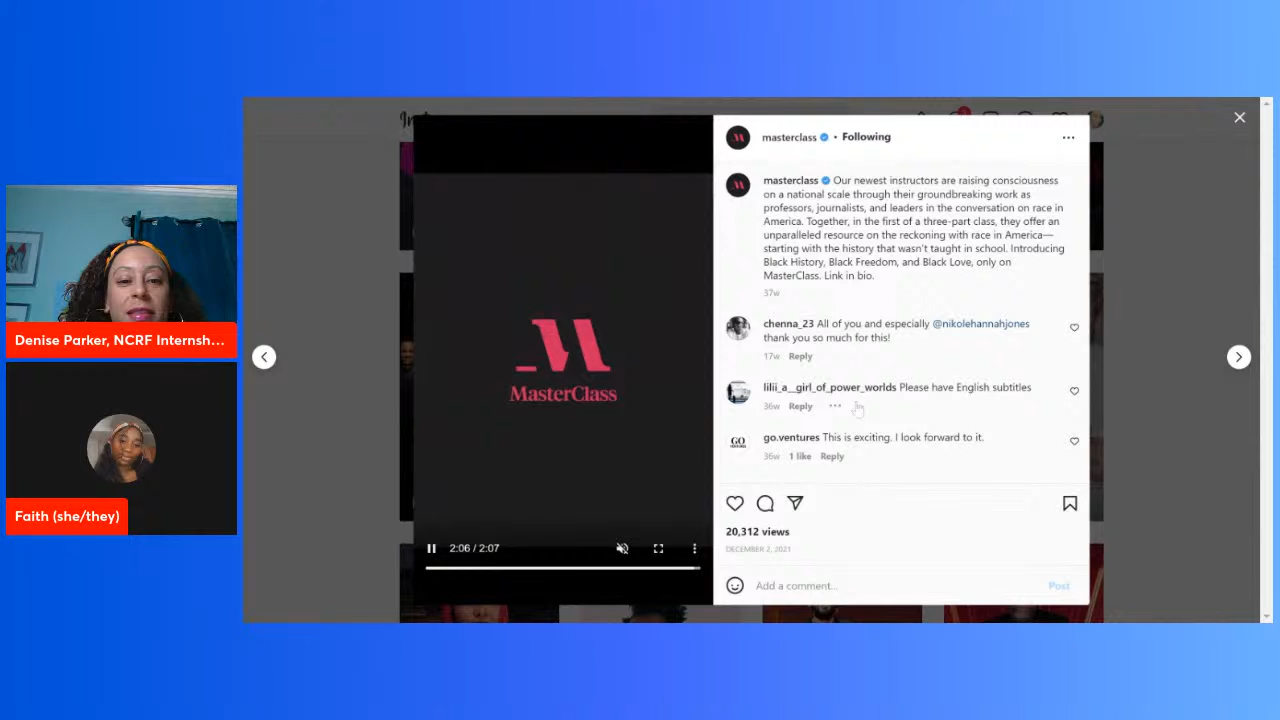 Denise Parker, NCRF Internsh...
Faith (she/they)
MasterClass
2:06 / 2:07
masterclass • Following
masterclass Our newest instructors are raising consciousness
on a national scale through their groundbreaking work as
professors, journalists, and leaders in the conversation on race in
America. Together, in the first of a three-part class, they offer an
unparalleled resource on the reckoning with race in America—
starting with the history that wasn't taught in school. Introducing
Black History, Black Freedom, and Black Love, only on
MasterClass. Link in bio.
37w
chenna_23 All of you and especially @nikolehannahjones
thank you so much for this!
17w Reply
lilii_a__girl_of_power_worlds Please have English subtitles
36w Reply
GO
go.ventures This is exciting. I look forward to it.
36w 1 like Reply
20,312 views
DECEMBER 2, 2021
Add a comment...
Post